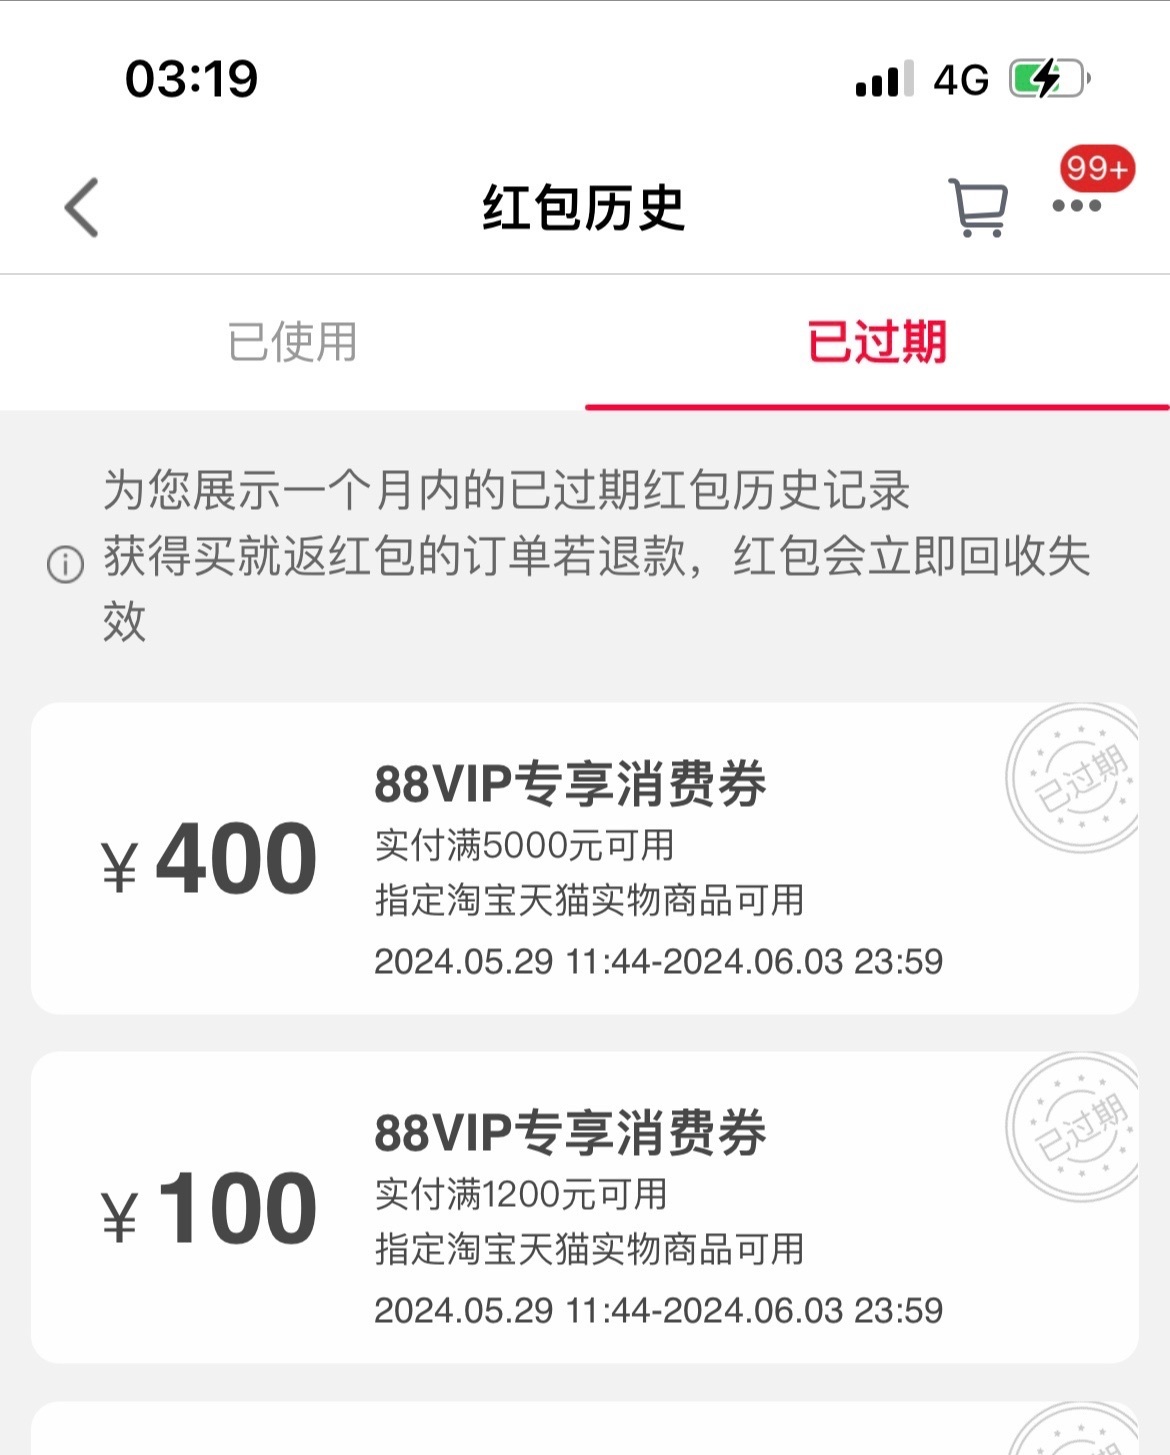 03:19
4G
99+
红包历史
已使用
已过期
为您展示一个月内的已过期红包历史记录
获得买就返红包的订单若退款，红包会立即回收失
效
已过期
88VIP专享消费券
¥400
实付满5000元可用
指定淘宝天猫实物商品可用
2024.05.29 11:44-2024.06.03 23:59
已过期
88VIP专享消费券
¥100
实付满1200元可用
指定淘宝天猫实物商品可用
2024.05.29 11:44-2024.06.03 23:59